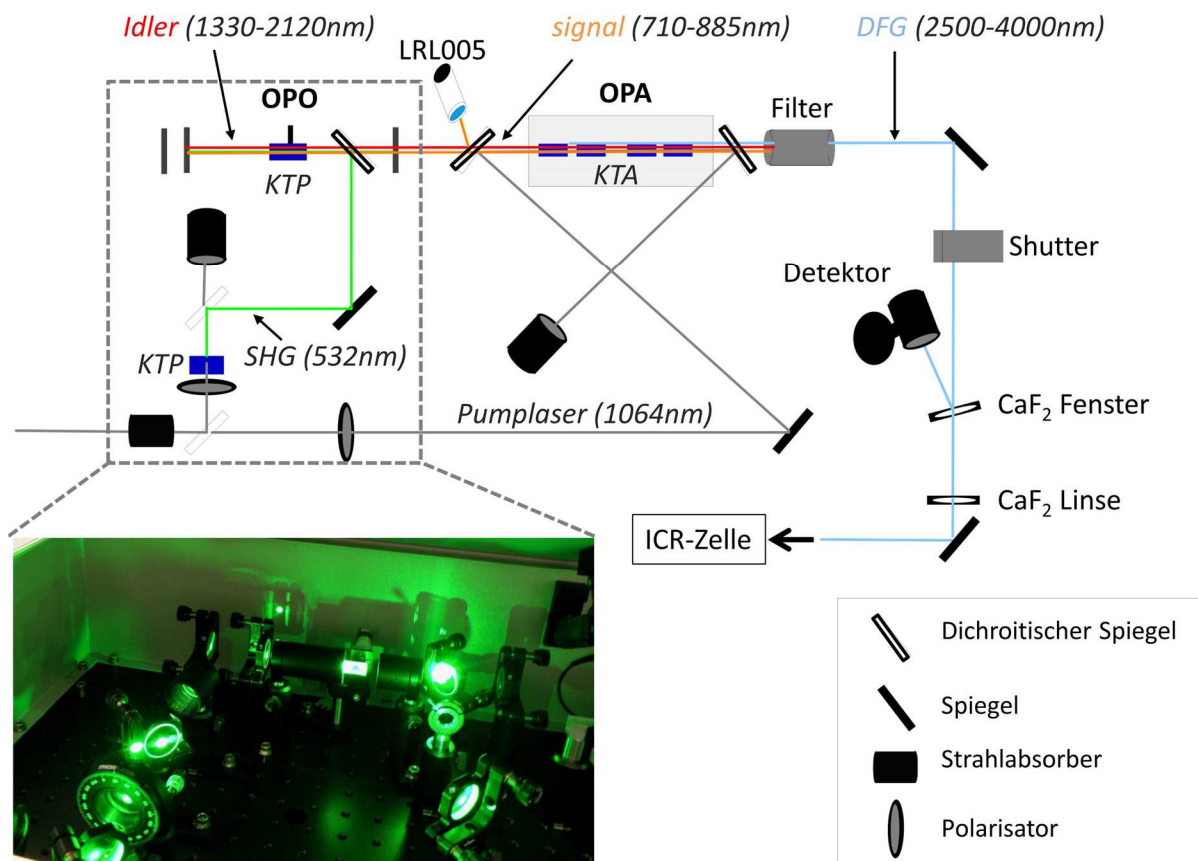 Idler (1330-2120nm)
signal (710-885nm)
DFG (2500-4000nm)
LRL005
OPO
OPA
Filter
KTP
KTA
Shutter
Detektor
KTP
SHG (532nm)
Pumplaser (1064nm)
CaF2 Fenster
CaF2 Linse
ICR-Zelle
Dichroitischer Spiegel
Spiegel
Strahlabsorber
Polarisator